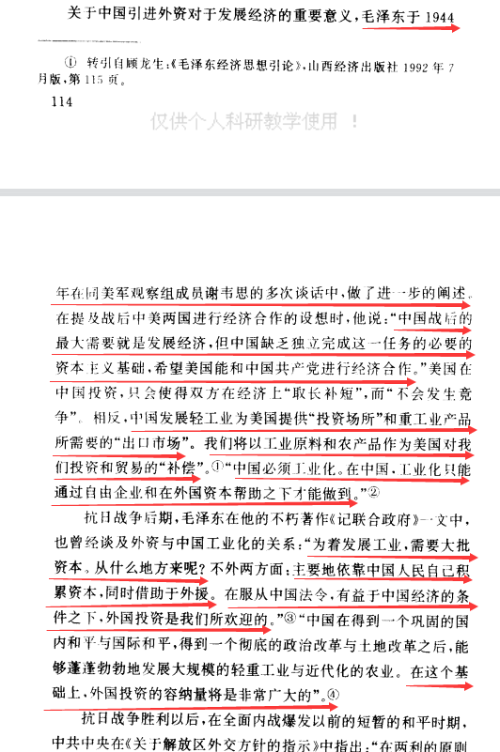 关于中国引进外资对于发展经济的重要意义，毛泽东于1944
① 转引自顾龙生：《毛泽东经济思想引论》，山西经济出版社1992年7
月版，第115页。
114
仅供个人科研教学使用！
年在同美军观察组成员谢韦思的多次谈话中，做了进一步的阐述。
在提及战后中美两国进行经济合作的设想时，他说：“中国战后的
最大需要就是发展经济，但中国缺乏独立完成这一任务的必要的
资本主义基础，希望美国能和中国共产党进行经济合作。”美国在
中国投资，只会使得双方在经济上“取长补短”，而“不会发生竞
争”。相反，中国发展轻工业为美国提供“投资场所”和重工业产品
所需要的“出口市场”。我们将以工业原料和农产品作为美国对我
们投资和贸易的“补偿”。①“中国必须工业化。在中国，工业化只能
通过自由企业和在外国资本帮助之下才能做到。”②
抗日战争后期，毛泽东在他的不朽著作《记联合政府》一文中，
也曾经谈及外资与中国工业化的关系：“为着发展工业，需要大批
资本。从什么地方来呢？不外两方面：主要地依靠中国人民自己积
累资本，同时借助于外援。在服从中国法令，有益于中国经济的条
件之下，外国投资是我们所欢迎的。”③“中国在得到一个巩固的国
内和平与国际和平，得到一个彻底的政治改革与土地改革之后，能
够蓬蓬勃勃地发展大规模的轻重工业与近代化的农业。在这个基
础上，外国投资的容纳量将是非常广大的”。④
抗日战争胜利以后，在全面内战爆发以前的短暂的和平时期，
中共中央在《关于解放区外交方针的指示》中指出：“在两利的原则